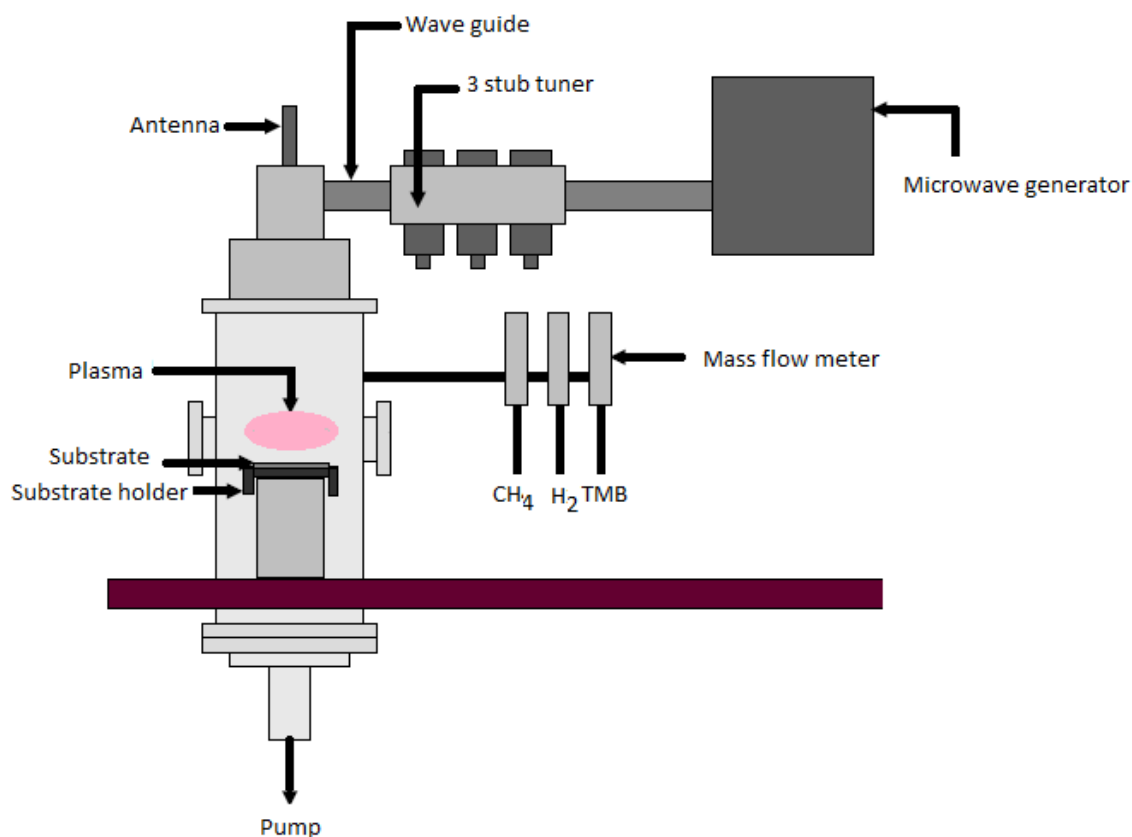 Wave guide
3 stub tuner
Antenna
Microwave generator
Mass flow meter
Plasma
Substrate
Substrate holder
CH4 H2 TMB
Pump